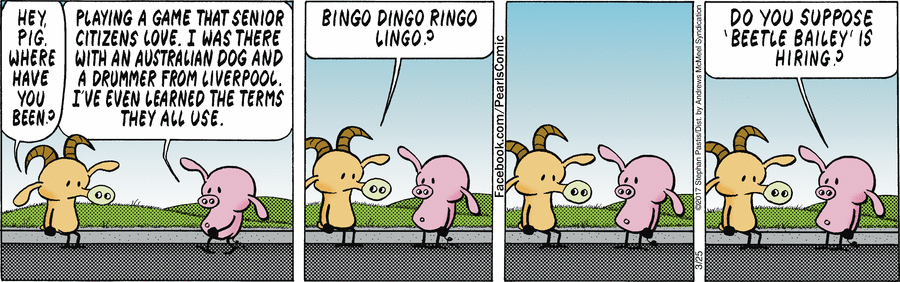 HEY,
PIG.
WHERE
HAVE
YOU
BEEN?
PLAYING A GAME THAT SENIOR
CITIZENS LOVE. I WAS THERE
WITH AN AUSTRALIAN DOG AND
A DRUMMER FROM LIVERPOOL.
I'VE EVEN LEARNED THE TERMS
THEY ALL USE.
BINGO DINGO RINGO
LINGO?
Facebook.com/PearlsComic
DO YOU SUPPOSE
'BEETLE BAILEY' IS
HIRING?
©2017 Stephan Pastis/Dist. by Andrews McMeel Syndication
3/25